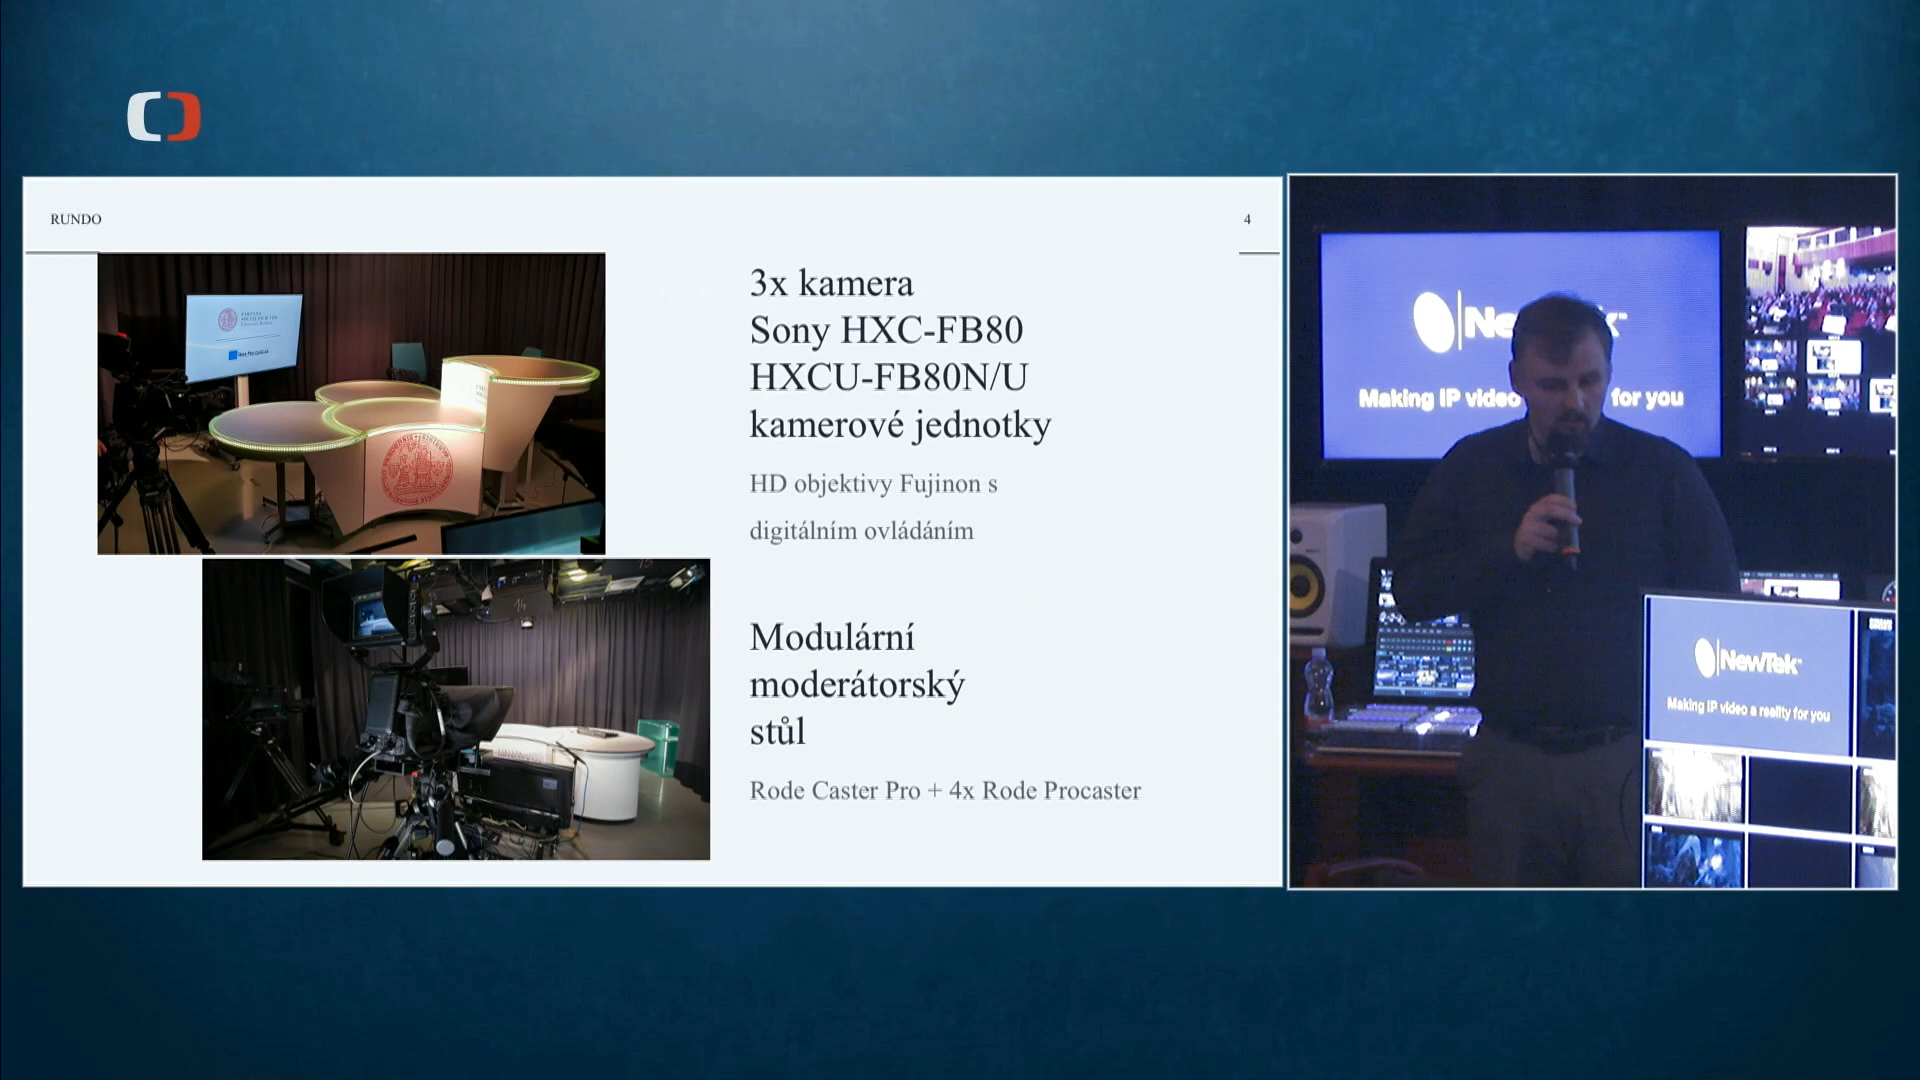 RUNDO
4
3x kamera
Sony HXC-FB80
HXCU-FB80N/U
kamerové jednotky
HD objektivy Fujinon s
digitálním ovládáním
Modulární
moderátorský
stůl
Rode Caster Pro + 4x Rode Procaster
Making IP video
for you
NewTek
Making IP video a reality for you